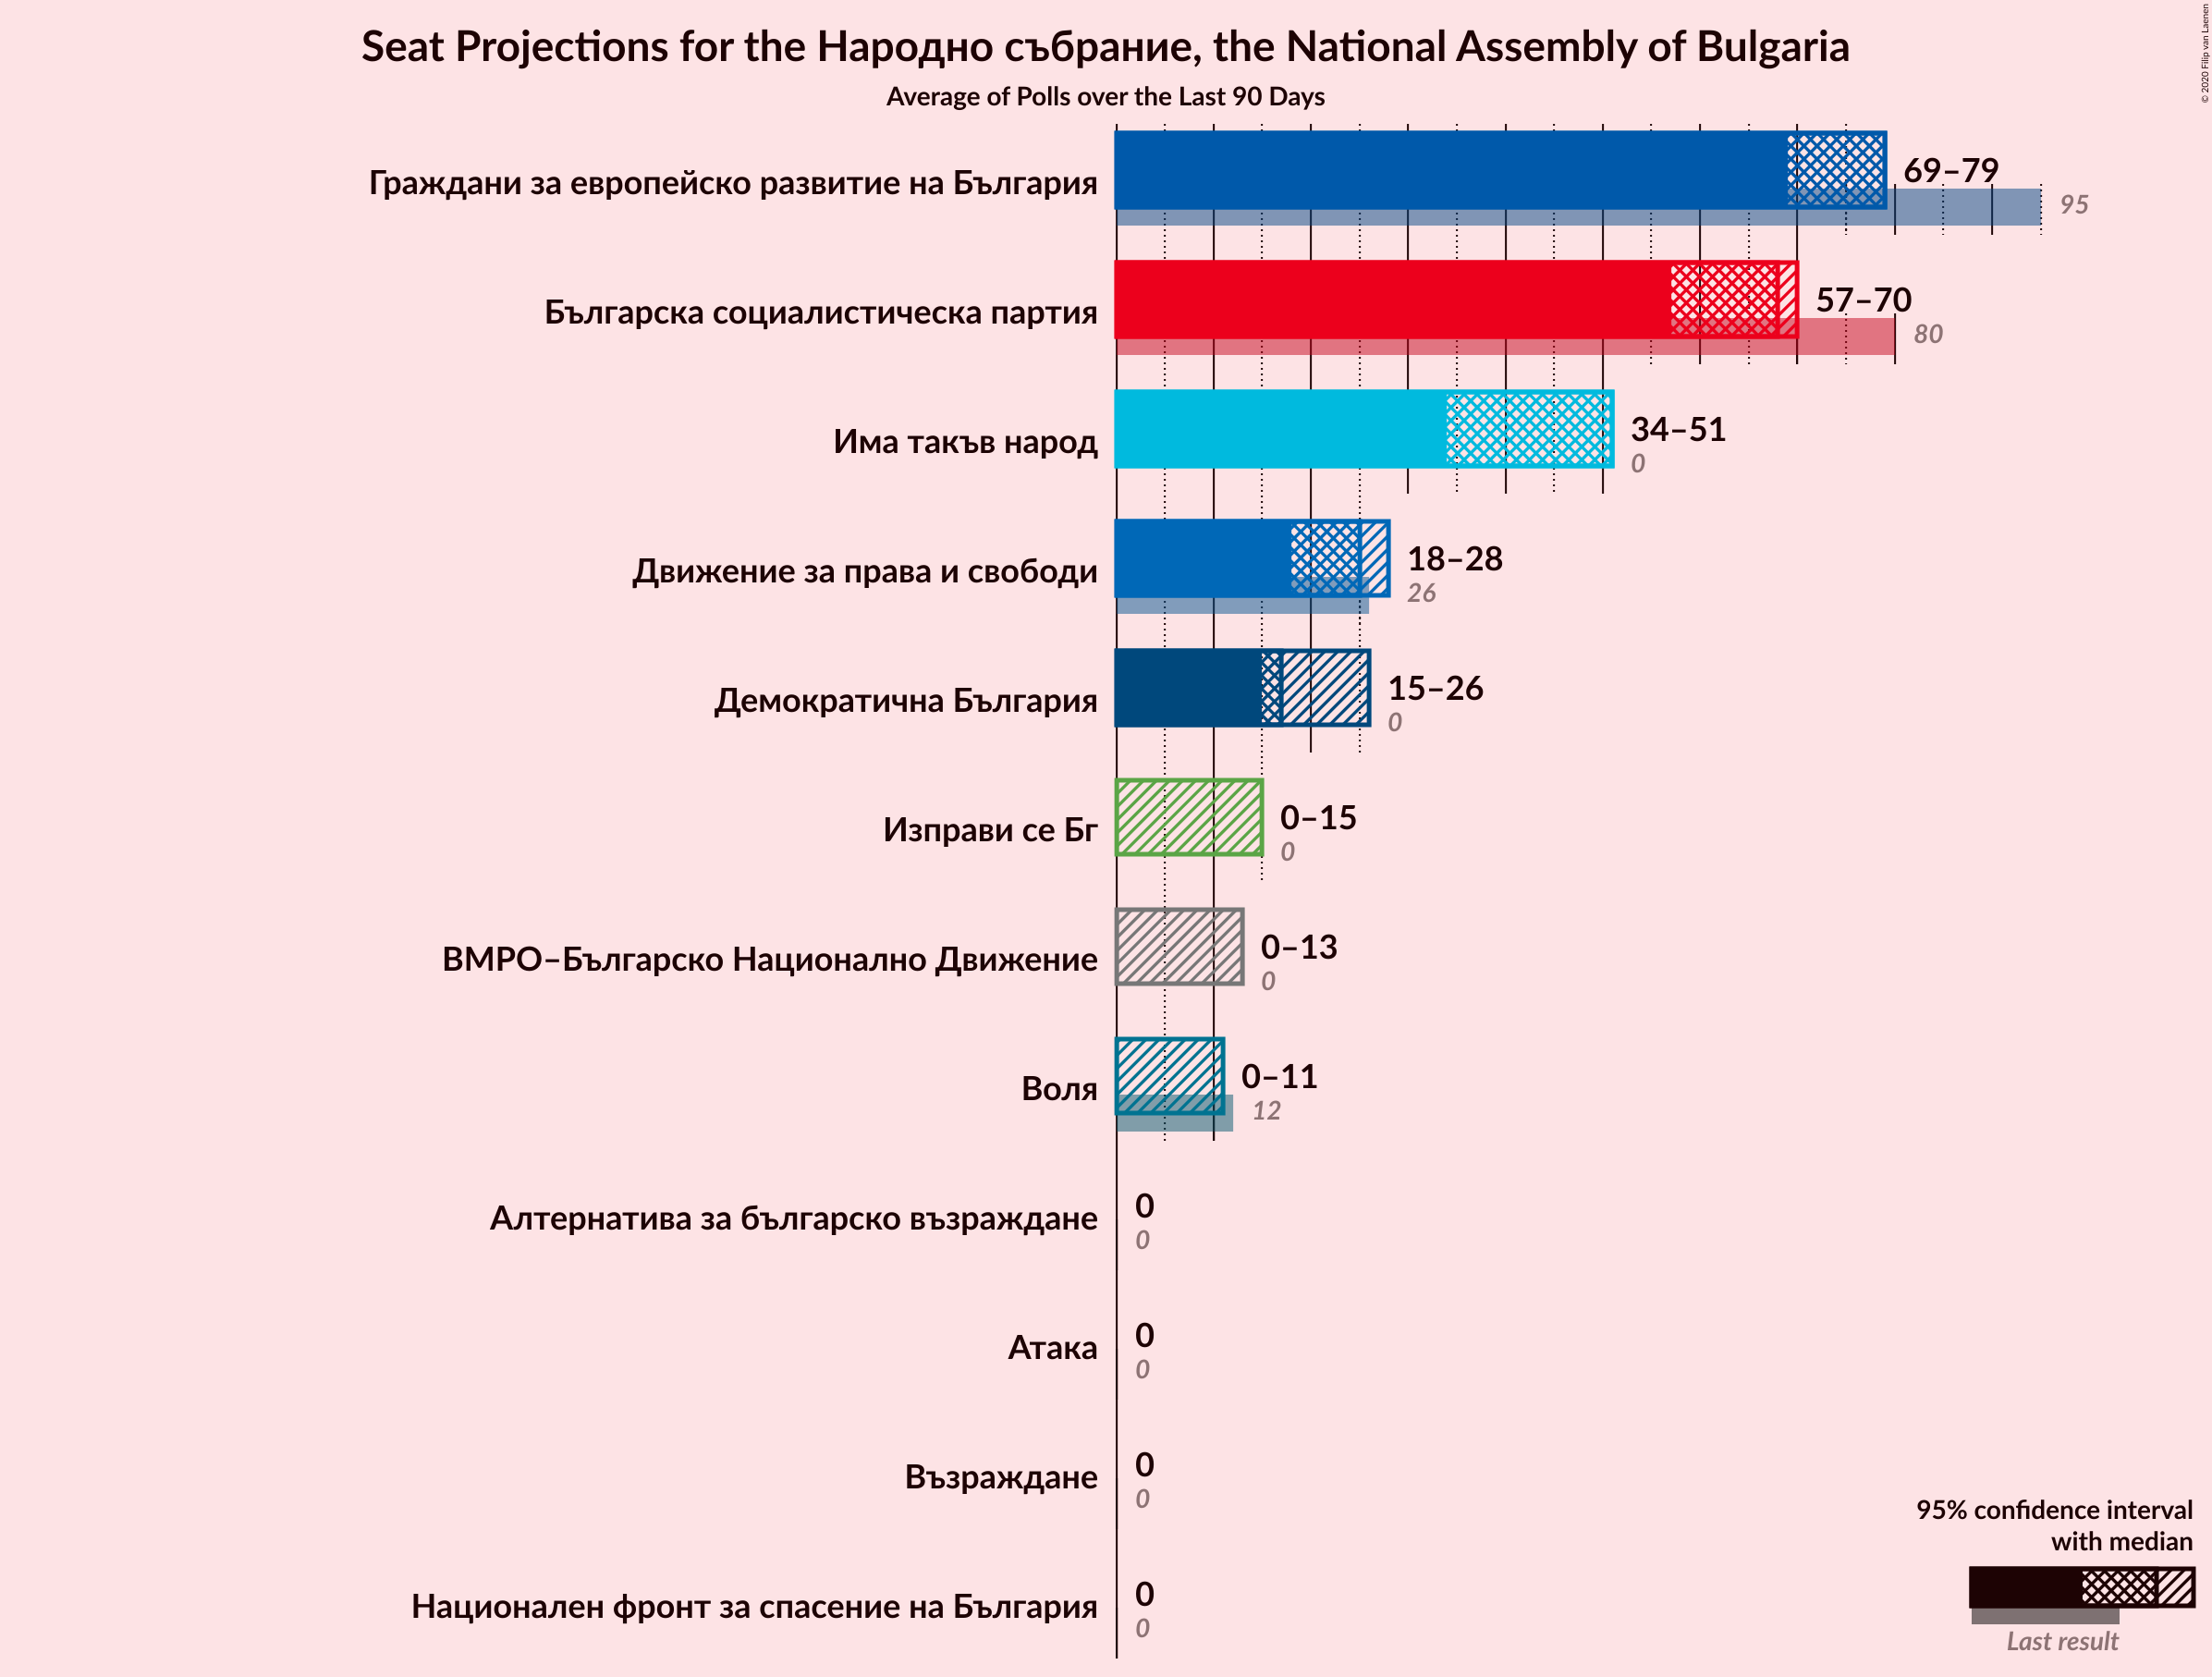 Seat Projections for the Народно събрание, the National Assembly of Bulgaria
Average of Polls over the Last 90 Days
© 2020 Filip van Laenen
Граждани за европейско развитие на България
69–79
95
Българска социалистическа партия
57–70
80
Има такъв народ
34–51
0
Движение за права и свободи
18–28
26
Демократична България
15–26
0
Изправи се Бг
0–15
0
ВМРО–Българско Национално Движение
0–13
0
Воля
0–11
12
Алтернатива за българско възраждане
0
0
Атака
0
0
Възраждане
0
0
Национален фронт за спасение на България
0
0
95% confidence interval
with median
Last result